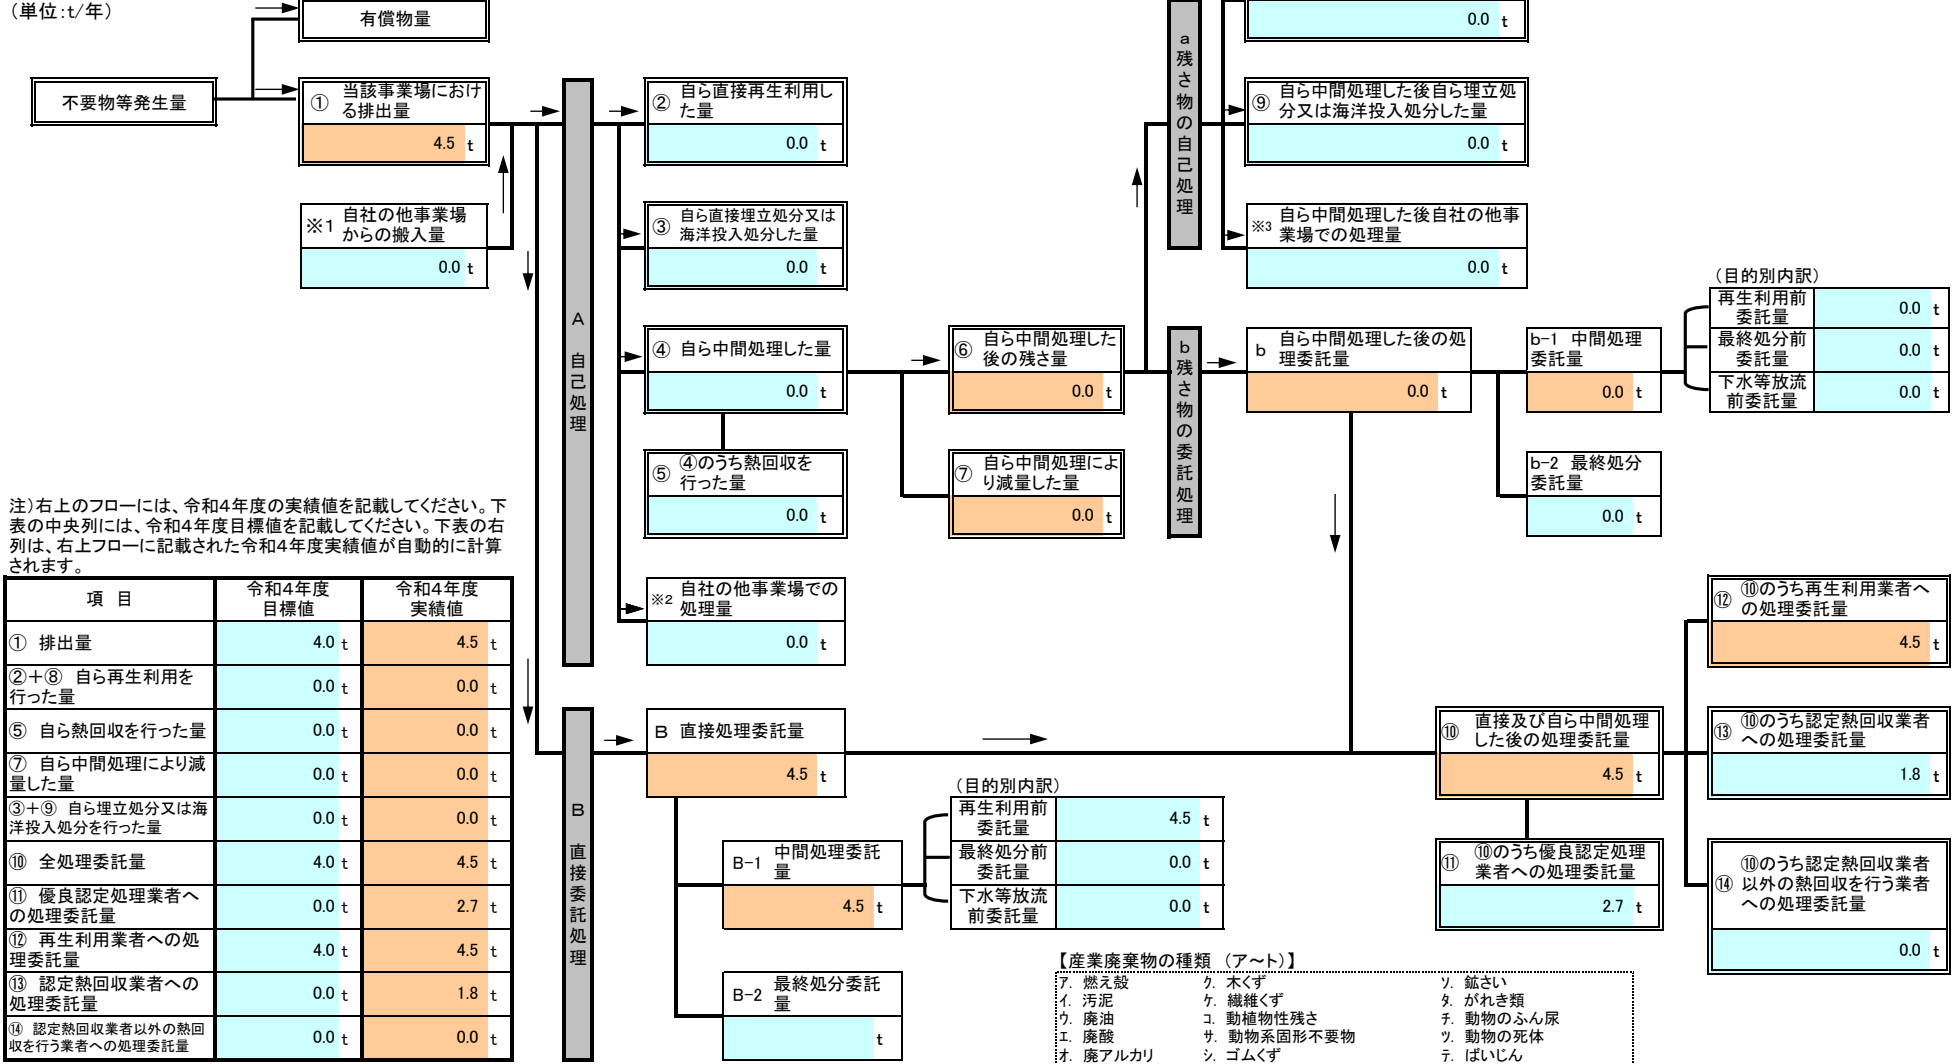 （単位:t/年）
有償物量
不要物等発生量
① 当該事業場におけ
る排出量
4.5 t
※1 自社の他事業場
からの搬入量
0.0 t
A 自己処理
② 自ら直接再生利用し
た量
0.0 t
③ 自ら直接埋立処分又は
海洋投入処分した量
0.0 t
④ 自ら中間処理した量
0.0 t
⑤ ④のうち熱回収を
行った量
0.0 t
※2 自社の他事業場での
処理量
0.0 t
⑥ 自ら中間処理した
後の残さ量
0.0 t
⑦ 自ら中間処理によ
り減量した量
0.0 t
a残さ物の自己処理
0.0 t
⑨ 自ら中間処理した後自ら埋立処
分又は海洋投入処分した量
0.0 t
※3 自ら中間処理した後自社の他事
業場での処理量
0.0 t
b残さ物の委託処理
b 自ら中間処理した後の処
理委託量
0.0 t
b-1 中間処理
委託量
0.0 t
（目的別内訳）
再生利用前
委託量
0.0 t
最終処分前
委託量
0.0 t
下水等放流
前委託量
0.0 t
b-2 最終処分
委託量
0.0 t
注）右上のフローには、令和４年度の実績値を記載してください。下
表の中央列には、令和４年度目標値を記載してください。下表の右
列は、右上フローに記載された令和４年度実績値が自動的に計算
されます。
項 目
令和４年度
目標値
令和４年度
実績値
① 排出量 4.0 t 4.5 t
②＋⑧ 自ら再生利用を
行った量 0.0 t 0.0 t
⑤ 自ら熱回収を行った量 0.0 t 0.0 t
⑦ 自ら中間処理により減
量した量 0.0 t 0.0 t
③＋⑨ 自ら埋立処分又は海
洋投入処分を行った量 0.0 t 0.0 t
⑩ 全処理委託量 4.0 t 4.5 t
⑪ 優良認定処理業者へ
の処理委託量 0.0 t 2.7 t
⑫ 再生利用業者への処
理委託量 4.0 t 4.5 t
⑬ 認定熱回収業者への
処理委託量 0.0 t 1.8 t
⑭ 認定熱回収業者以外の熱回
収を行う業者への処理委託量 0.0 t 0.0 t
B 直接委託処理
B 直接処理委託量
4.5 t
B-1 中間処理委託
量
4.5 t
（目的別内訳）
再生利用前
委託量
4.5 t
最終処分前
委託量
0.0 t
下水等放流
前委託量
0.0 t
B-2 最終処分委託
量
t
⑩ 直接及び自ら中間処理
した後の処理委託量
4.5 t
⑪ ⑩のうち優良認定処理
業者への処理委託量
2.7 t
⑫ ⑩のうち再生利用業者へ
の処理委託量
4.5 t
⑬ ⑩のうち認定熱回収業者
への処理委託量
1.8 t
⑭ ⑩のうち認定熱回収業者
以外の熱回収を行う業者
への処理委託量
0.0 t
【産業廃棄物の種類 （ア～ト）】
ｱ. 燃え殻 ｸ. 木くず ｿ. 鉱さい
ｲ. 汚泥 ｹ. 繊維くず ﾀ. がれき類
ｳ. 廃油 ｺ. 動植物性残さ ﾁ. 動物のふん尿
ｴ. 廃酸 ｻ. 動物系固形不要物 ﾂ. 動物の死体
ｵ. 廃アルカリ ｼ. ゴムくず ﾃ. ばいじん